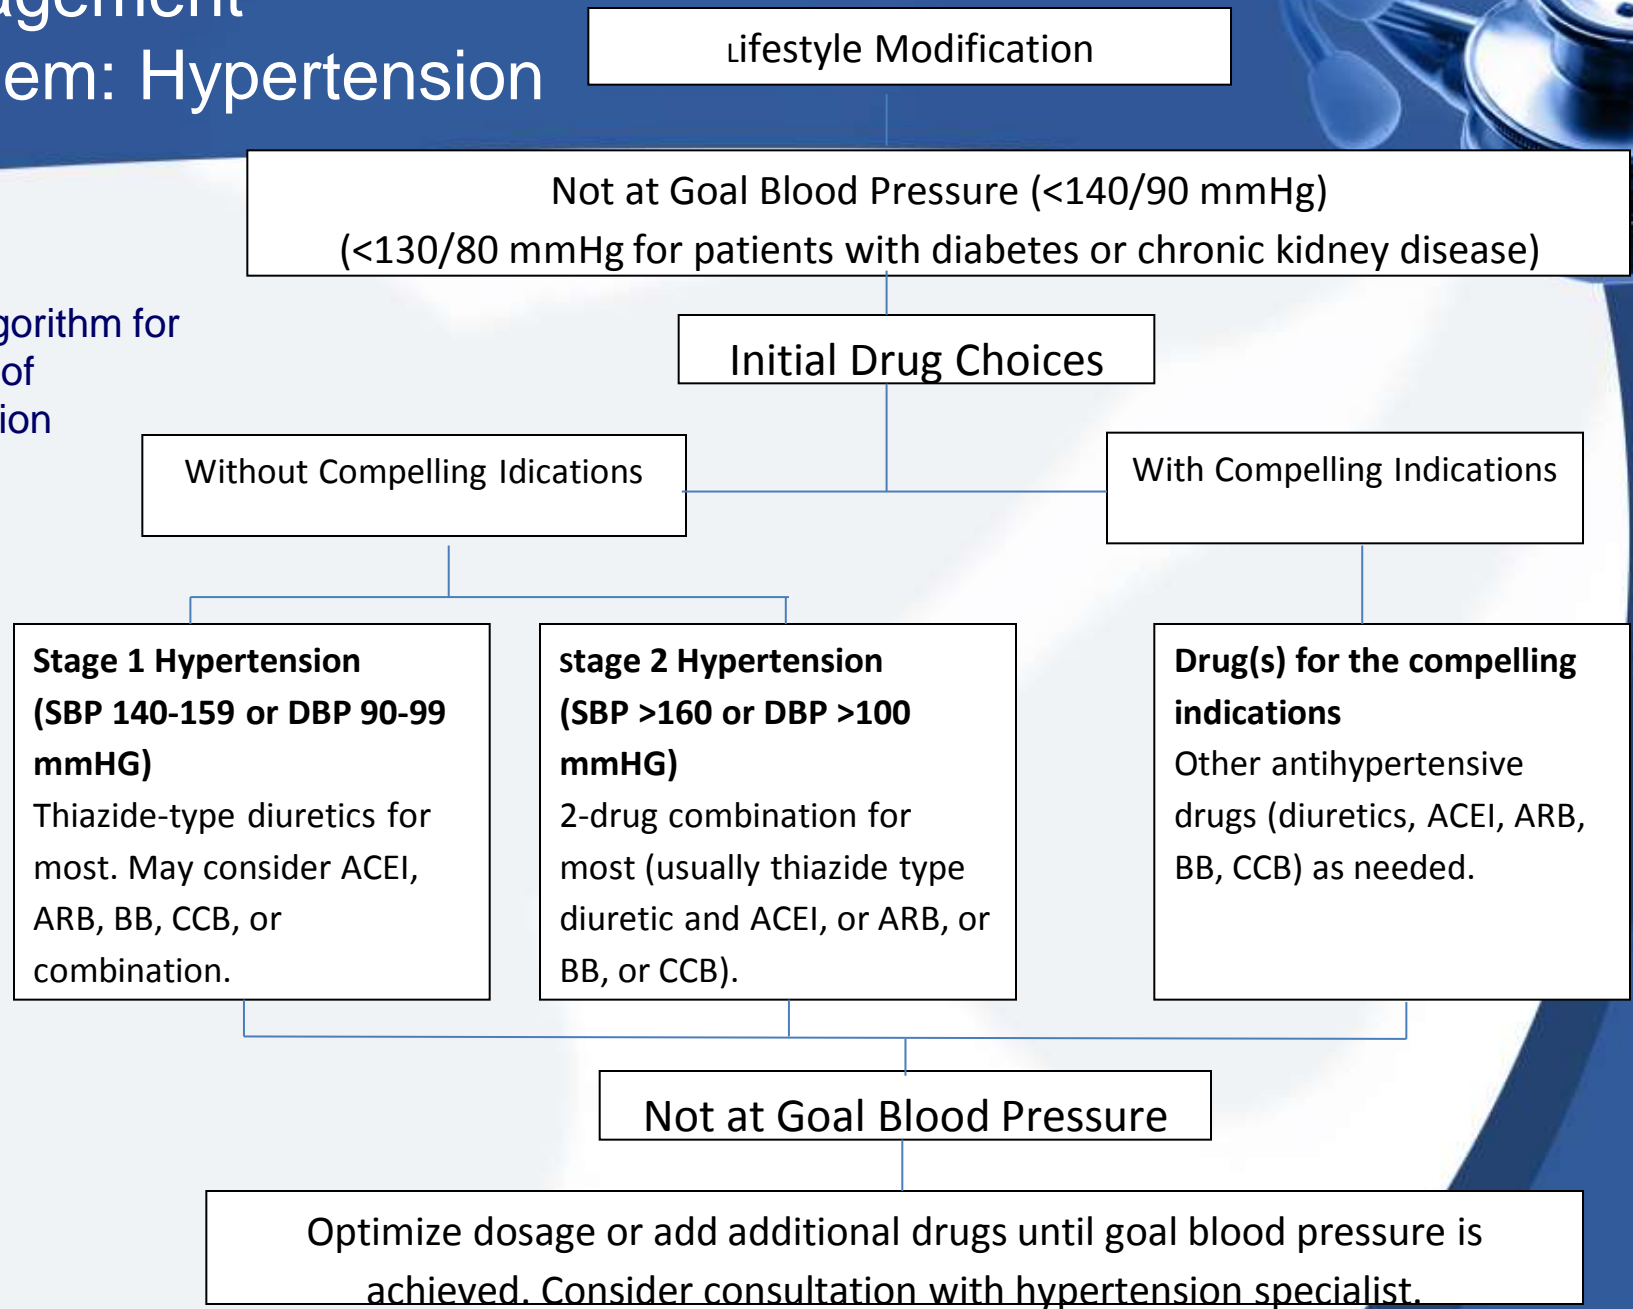 agement
em: Hypertension
Lifestyle Modification
Not at Goal Blood Pressure (<140/90 mmHg)
(<130/80 mmHg for patients with diabetes or chronic kidney disease)
gorithm for
of
ion
Initial Drug Choices
Without Compelling Idications
With Compelling Indications
Stage 1 Hypertension
(SBP 140-159 or DBP 90-99
mmHG)
Thiazide-type diuretics for
most. May consider ACEI,
ARB, BB, CCB, or
combination.
stage 2 Hypertension
(SBP >160 or DBP >100
mmHG)
2-drug combination for
most (usually thiazide type
diuretic and ACEI, or ARB, or
BB, or CCB).
Drug(s) for the compelling
indications
Other antihypertensive
drugs (diuretics, ACEI, ARB,
BB, CCB) as needed.
Not at Goal Blood Pressure
Optimize dosage or add additional drugs until goal blood pressure is
achieved. Consider consultation with hypertension specialist.